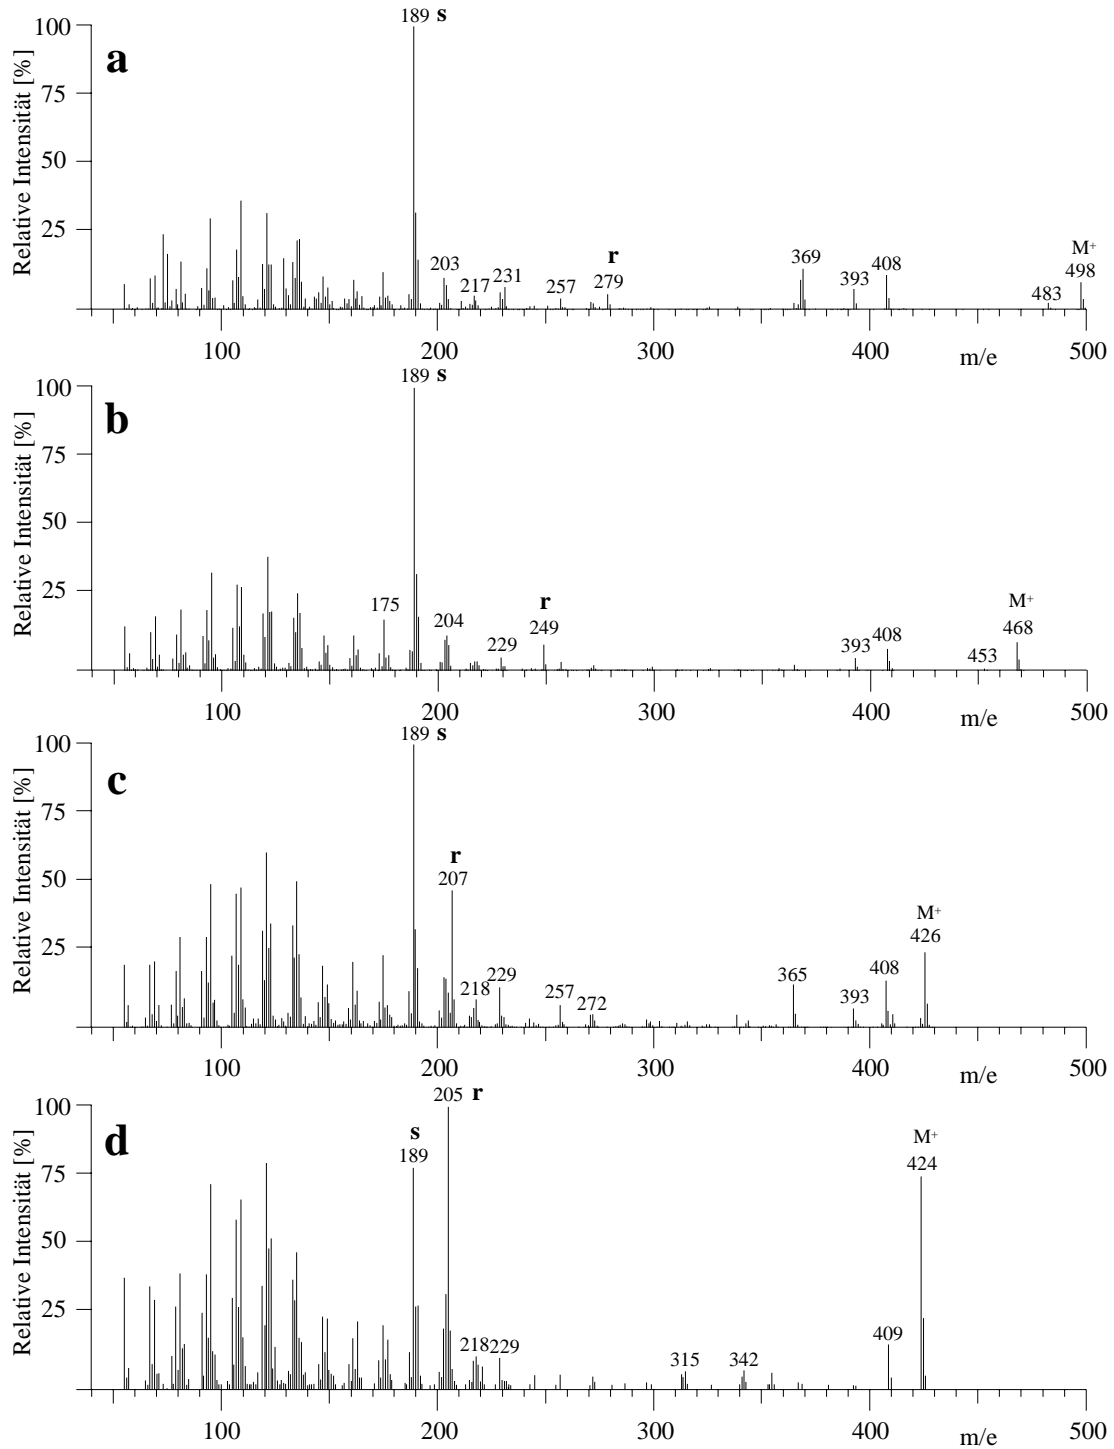 189 s
100
a
75
50
25
Relative Intensität [%]
203
217
231
257
r
279
369
393
408
483
M+
498
100
200
300
400
m/e
500
189 s
100
b
75
50
25
Relative Intensität [%]
175
204
229
r
249
393
408
453
M+
468
100
200
300
400
m/e
500
189 s
100
c
75
50
25
Relative Intensität [%]
r
207
218
229
257
272
365
393
408
M+
426
100
200
300
400
m/e
500
205 r
100
d
75
50
25
Relative Intensität [%]
s
189
218
229
315
342
409
M+
424
100
200
300
400
m/e
500